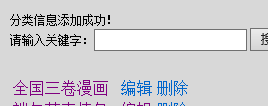 分类信息添加成功！
请输入关键字： 搜
全国三卷漫画 编辑 删除